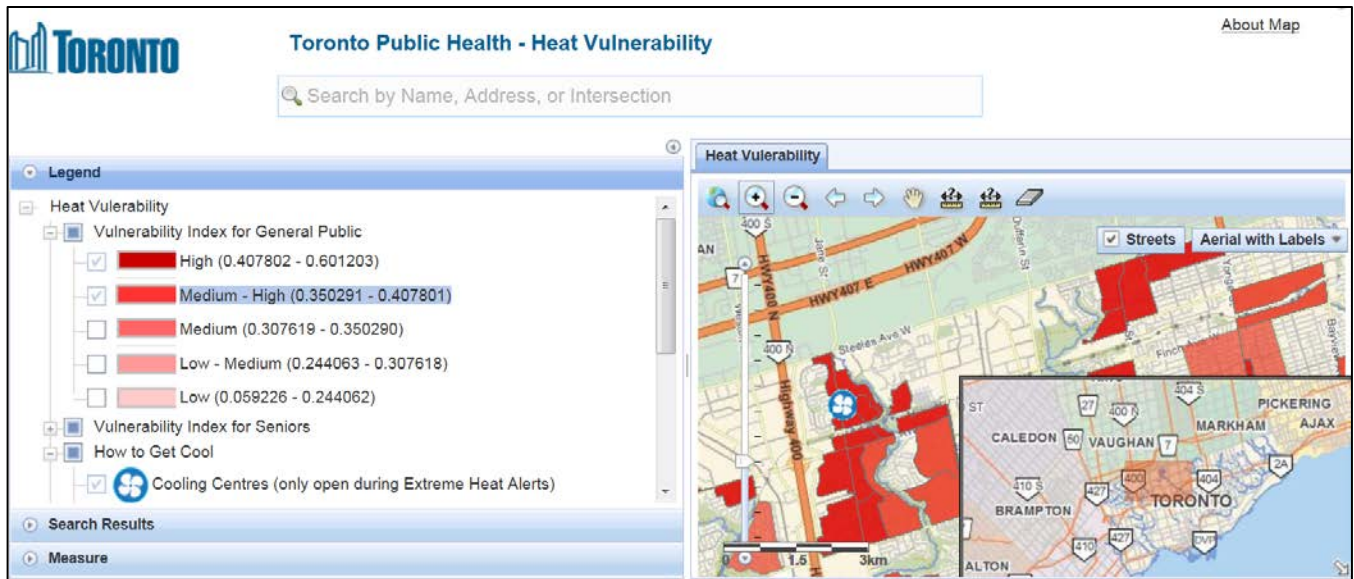 About Map
TORONTO
Toronto Public Health - Heat Vulnerability
Search by Name, Address, or Intersection
Legend
Heat Vulerability
Vulnerability Index for General Public
High (0.407802 - 0.601203)
Medium - High (0.350291 - 0.407801)
Medium (0.307619 - 0.350290)
Low - Medium (0.244063 - 0.307618)
Low (0.059226 - 0.244062)
Vulnerability Index for Seniors
How to Get Cool
Cooling Centres (only open during Extreme Heat Alerts)
Search Results
Measure
Heat Vulerability
Streets
Aerial with Labels
400 S
AN
7
Jane St
HWY400 N
HWY407 W
HWY407 E
Dufferin St
Steeles Ave W
400 N
Highway 400
Finch
ST
1.5
3km
404 S
27
400 N
PICKERING
MARKHAM
AJAX
CALEDON
50
VAUGHAN
7
2A
410 S
427
400
404
TORONTO
BRAMPTON
410
427
DVP
ALTON